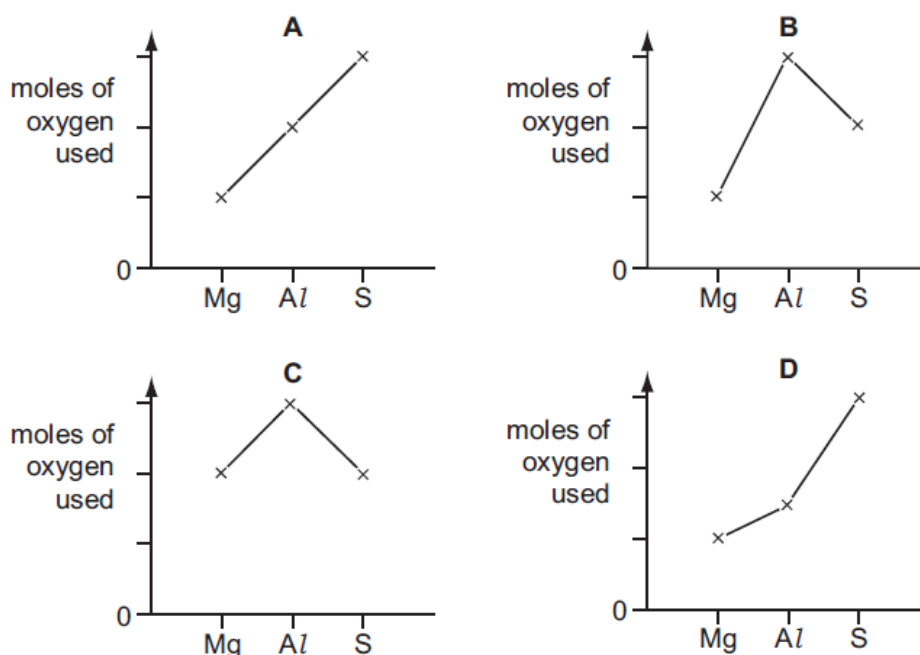 A
moles of
oxygen
used
0
Mg Al S
B
moles of
oxygen
used
0
Mg Al S
C
moles of
oxygen
used
0
Mg Al S
D
moles of
oxygen
used
0
Mg Al S